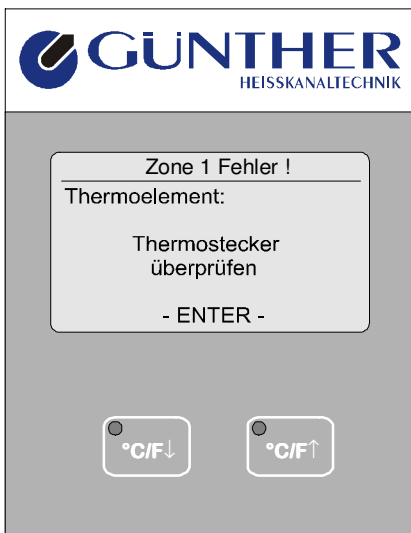 GÜNTHER
HEISSKANALTECHNIK
Zone 1 Fehler !
Thermoelement:
Thermostecker
überprüfen
- ENTER -
°C/F↓ °C/F↑